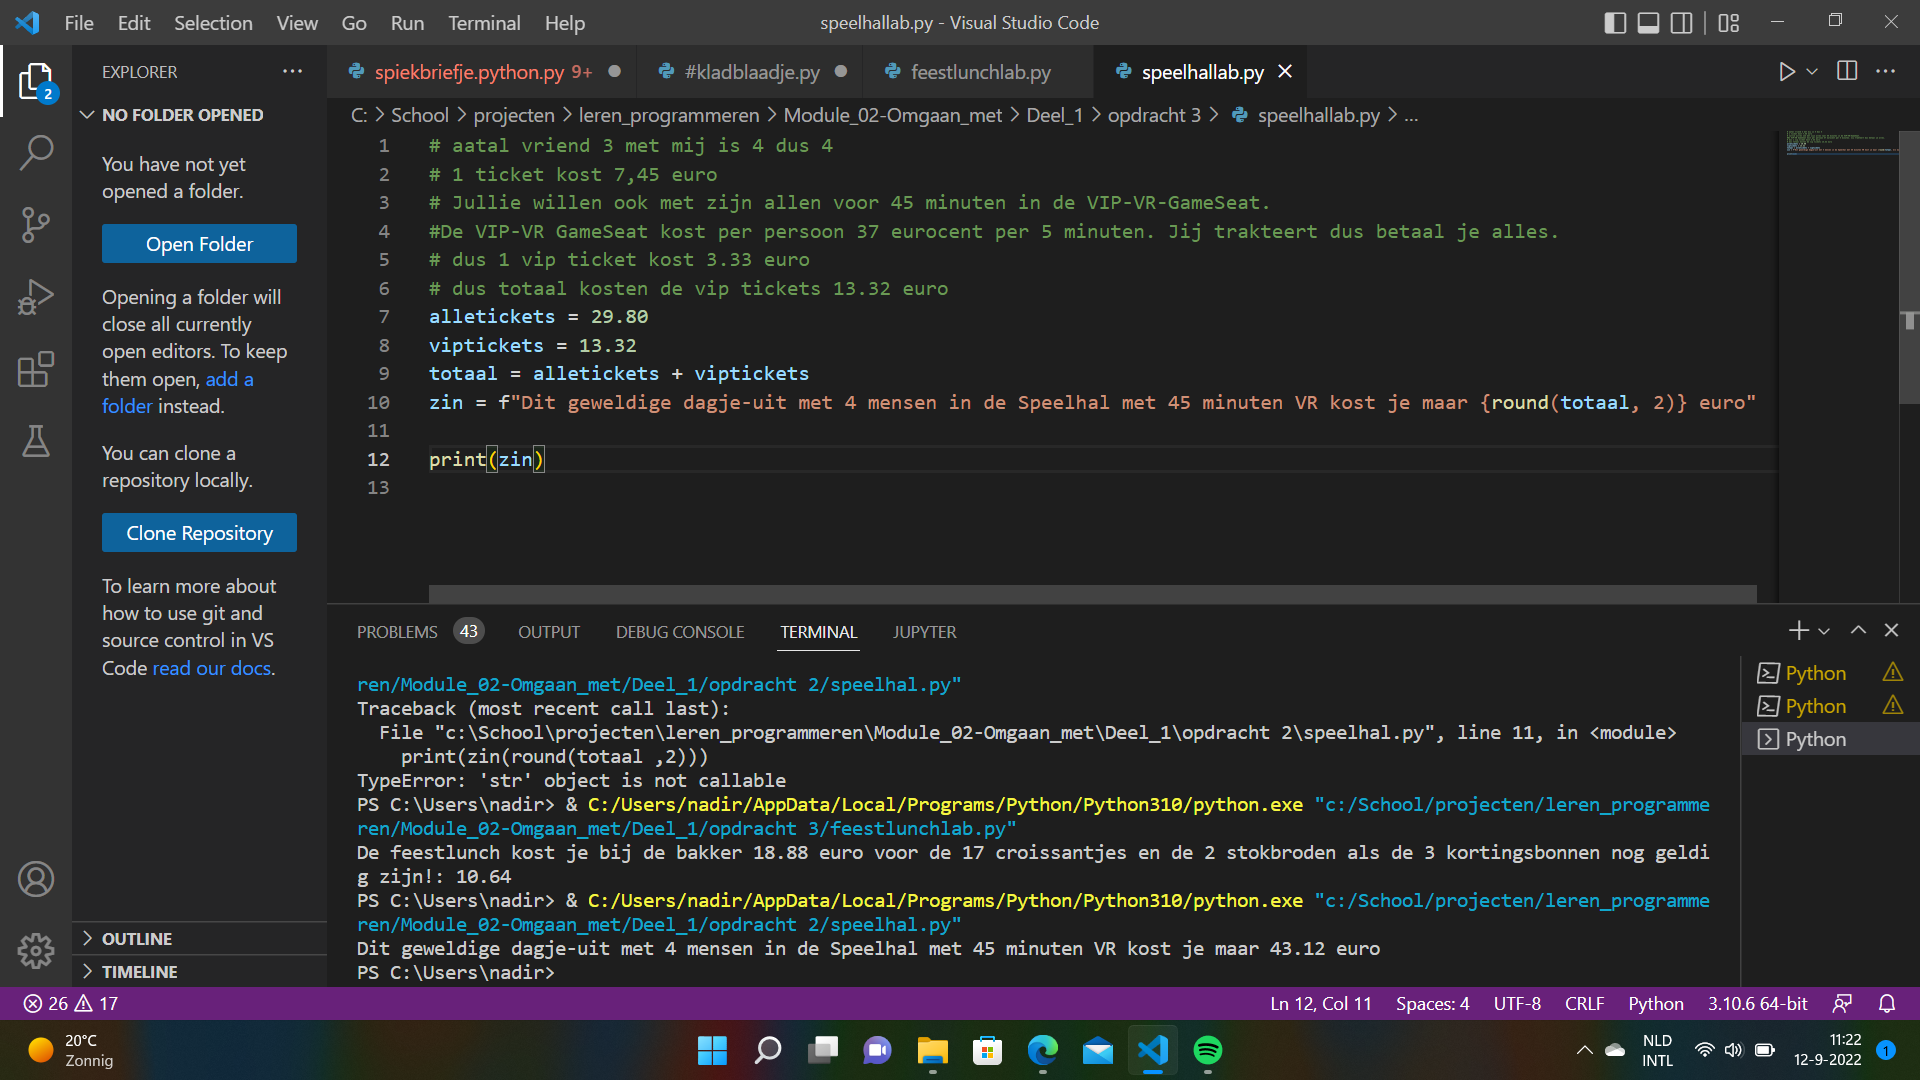 File Edit Selection View Go Run Terminal Help
speelhallab.py - Visual Studio Code
EXPLORER
2
NO FOLDER OPENED
You have not yet
opened a folder.
Open Folder
Opening a folder will
close all currently
open editors. To keep
them open, add a
folder instead.
You can clone a
repository locally.
Clone Repository
To learn more about
how to use git and
source control in VS
Code read our docs.
OUTLINE
TIMELINE
spiekbriefje.python.py 9+
#kladblaadje.py
feestlunchlab.py
speelhallab.py
C: > School > projecten > leren_programmeren > Module_02-Omgaan_met > Deel_1 > opdracht 3 > speelhallab.py > ...
1 # aatal vriend 3 met mij is 4 dus 4
2 # 1 ticket kost 7,45 euro
3 # Jullie willen ook met zijn allen voor 45 minuten in de VIP-VR-GameSeat.
4 #De VIP-VR GameSeat kost per persoon 37 eurocent per 5 minuten. Jij trakteert dus betaal je alles.
5 # dus 1 vip ticket kost 3.33 euro
6 # dus totaal kosten de vip tickets 13.32 euro
7 alletickets = 29.80
8 viptickets = 13.32
9 totaal = alletickets + viptickets
10 zin = f"Dit geweldige dagje-uit met 4 mensen in de Speelhal met 45 minuten VR kost je maar {round(totaal, 2)} euro"
11
12 print(zin)
13
PROBLEMS 43 OUTPUT DEBUG CONSOLE TERMINAL JUPYTER
ren/Module_02-Omgaan_met/Deel_1/opdracht 2/speelhal.py"
Traceback (most recent call last):
File "c:\School\projecten\leren_programmeren\Module_02-Omgaan_met\Deel_1\opdracht 2\speelhal.py", line 11, in <module>
print(zin(round(totaal ,2)))
TypeError: 'str' object is not callable
PS C:\Users\nadir> & C:/Users/nadir/AppData/Local/Programs/Python/Python310/python.exe "c:/School/projecten/leren_programme
ren/Module_02-Omgaan_met/Deel_1/opdracht 3/feestlunchlab.py"
De feestlunch kost je bij de bakker 18.88 euro voor de 17 croissantjes en de 2 stokbroden als de 3 kortingsbonnen nog geldi
g zijn!: 10.64
PS C:\Users\nadir> & C:/Users/nadir/AppData/Local/Programs/Python/Python310/python.exe "c:/School/projecten/leren_programme
ren/Module_02-Omgaan_met/Deel_1/opdracht 2/speelhal.py"
Dit geweldige dagje-uit met 4 mensen in de Speelhal met 45 minuten VR kost je maar 43.12 euro
PS C:\Users\nadir>
Python
Python
Python
26 17
Ln 12, Col 11 Spaces: 4 UTF-8 CRLF Python 3.10.6 64-bit
20°C
Zonnig
NLD
INTL
11:22
12-9-2022
1